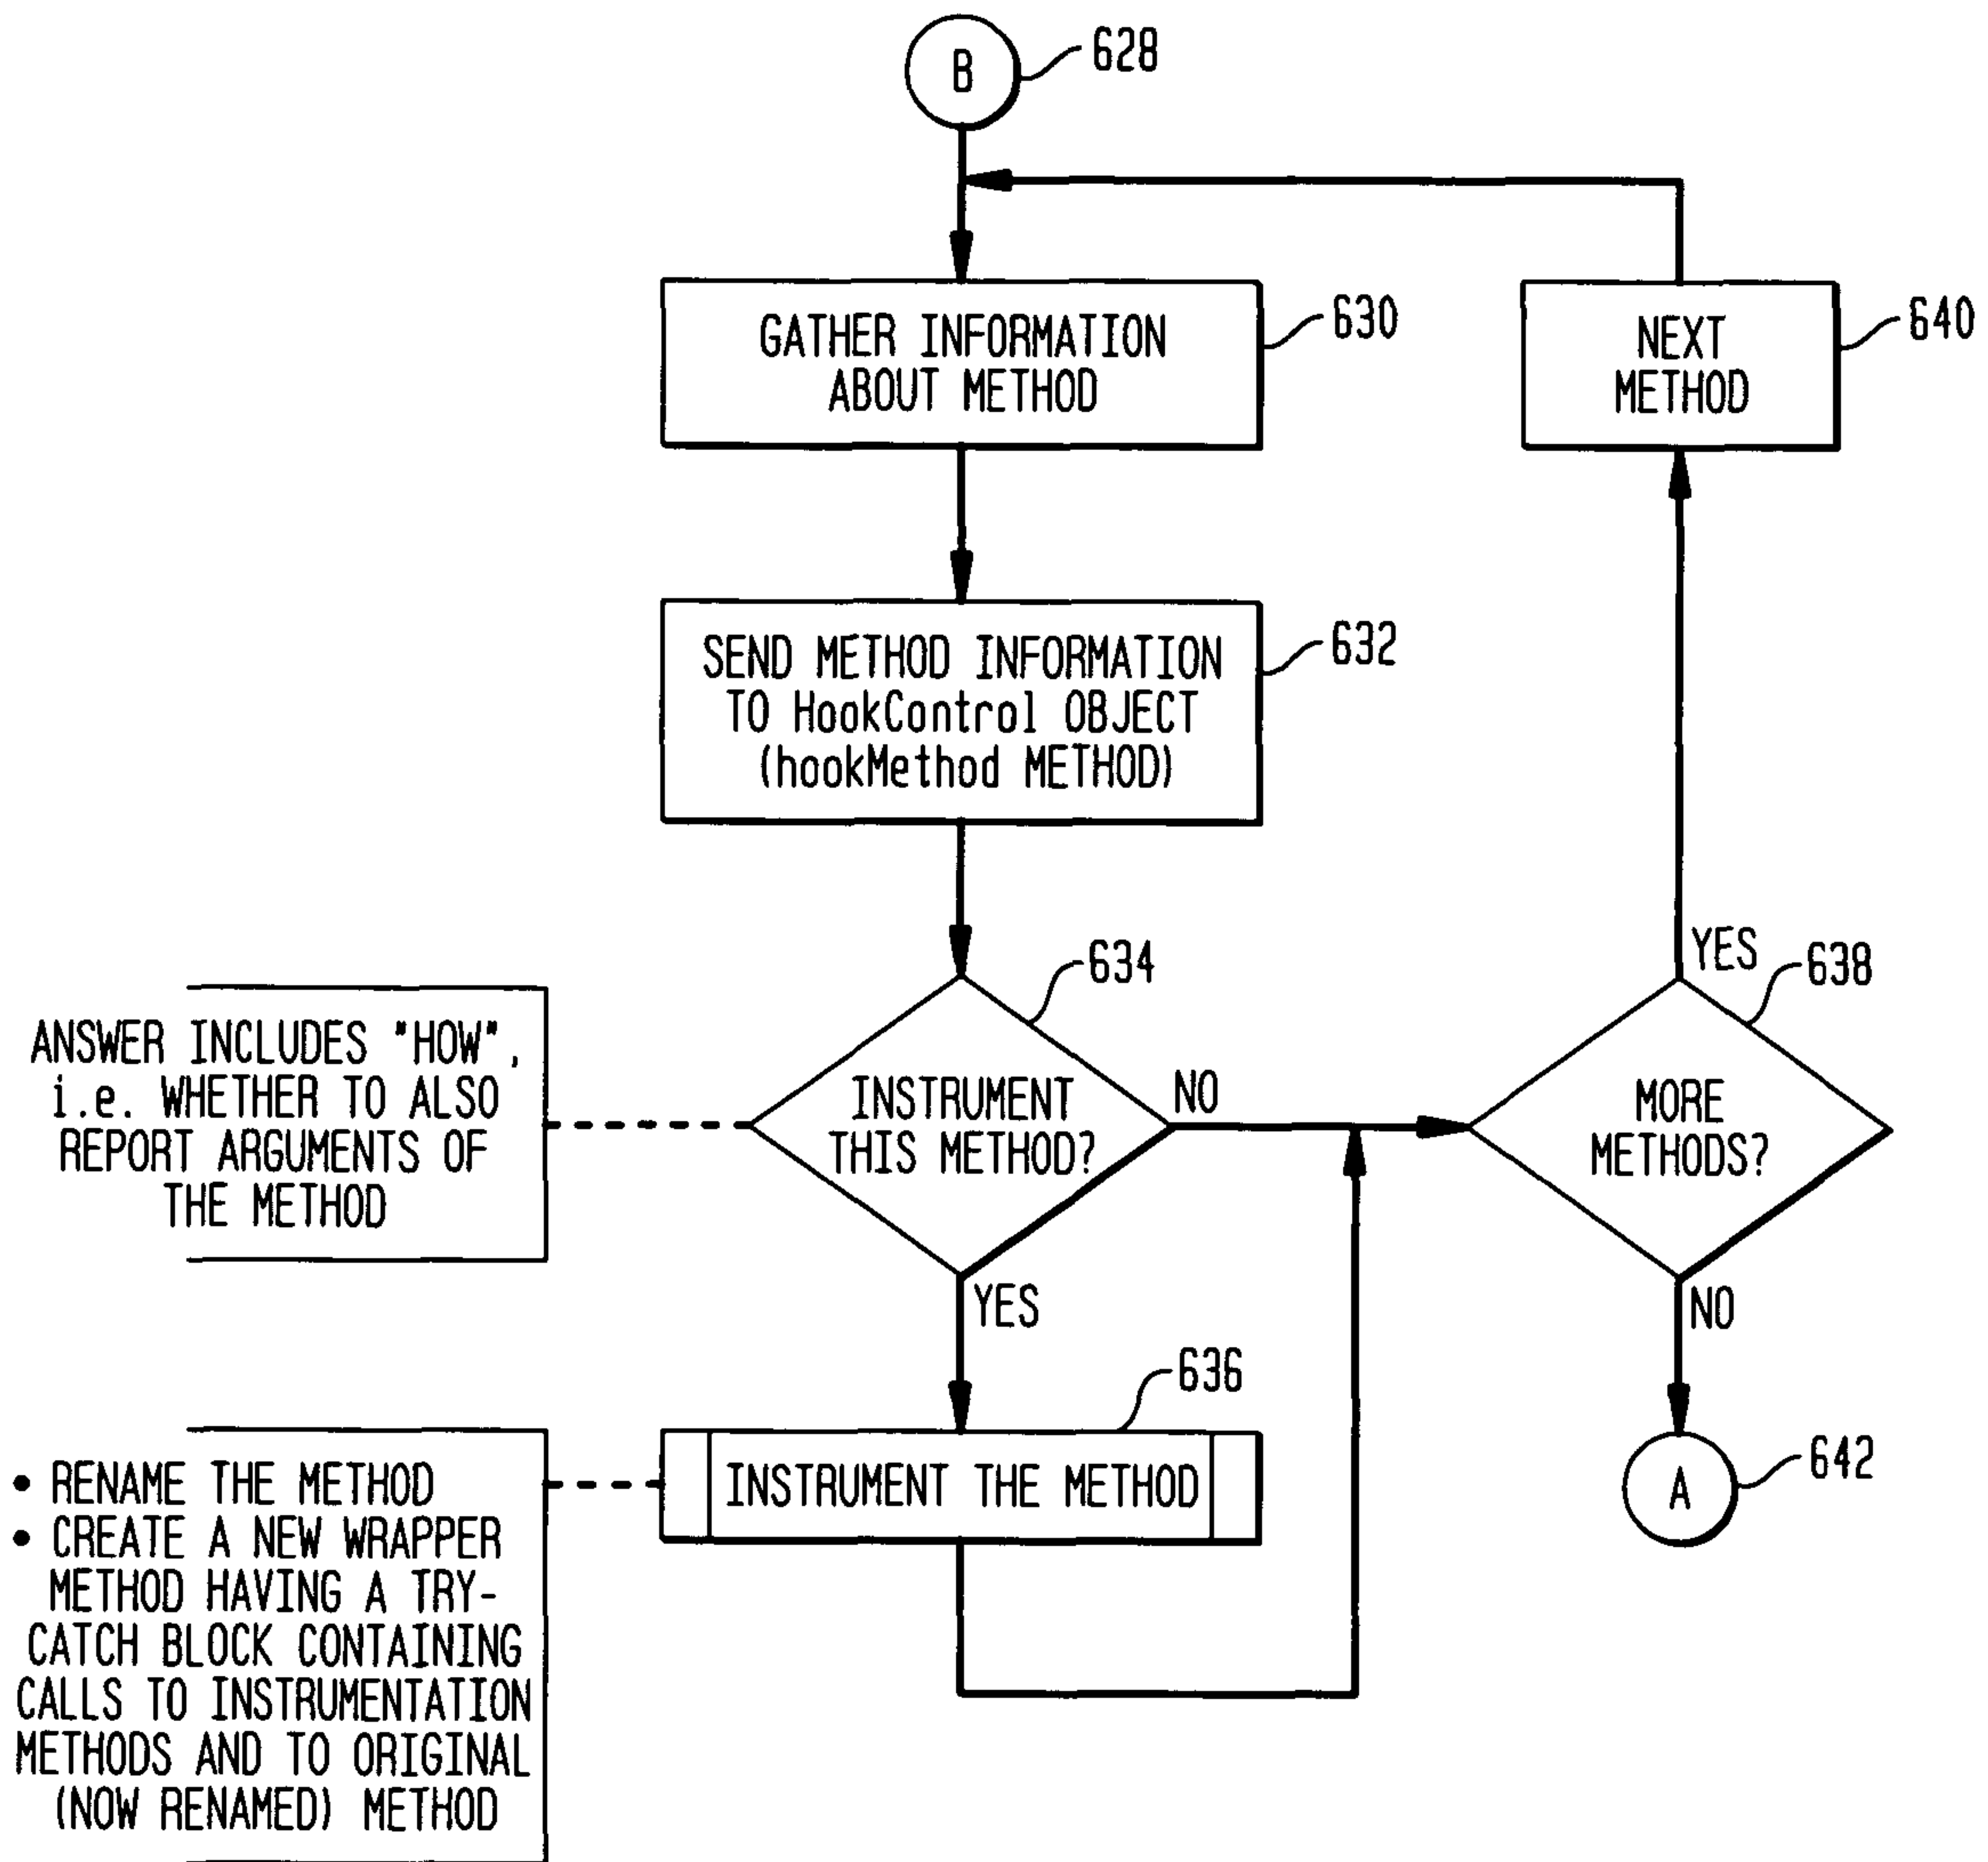 B
628
GATHER INFORMATION
ABOUT METHOD
630
NEXT
METHOD
640
SEND METHOD INFORMATION
TO HookControl OBJECT
(hookMethod METHOD)
632
634
INSTRUMENT
THIS METHOD?
NO
YES
ANSWER INCLUDES "HOW",
i.e. WHETHER TO ALSO
REPORT ARGUMENTS OF
THE METHOD
YES
638
MORE
METHODS?
NO
636
INSTRUMENT THE METHOD
• RENAME THE METHOD
• CREATE A NEW WRAPPER
METHOD HAVING A TRY-
CATCH BLOCK CONTAINING
CALLS TO INSTRUMENTATION
METHODS AND TO ORIGINAL
(NOW RENAMED) METHOD
A
642